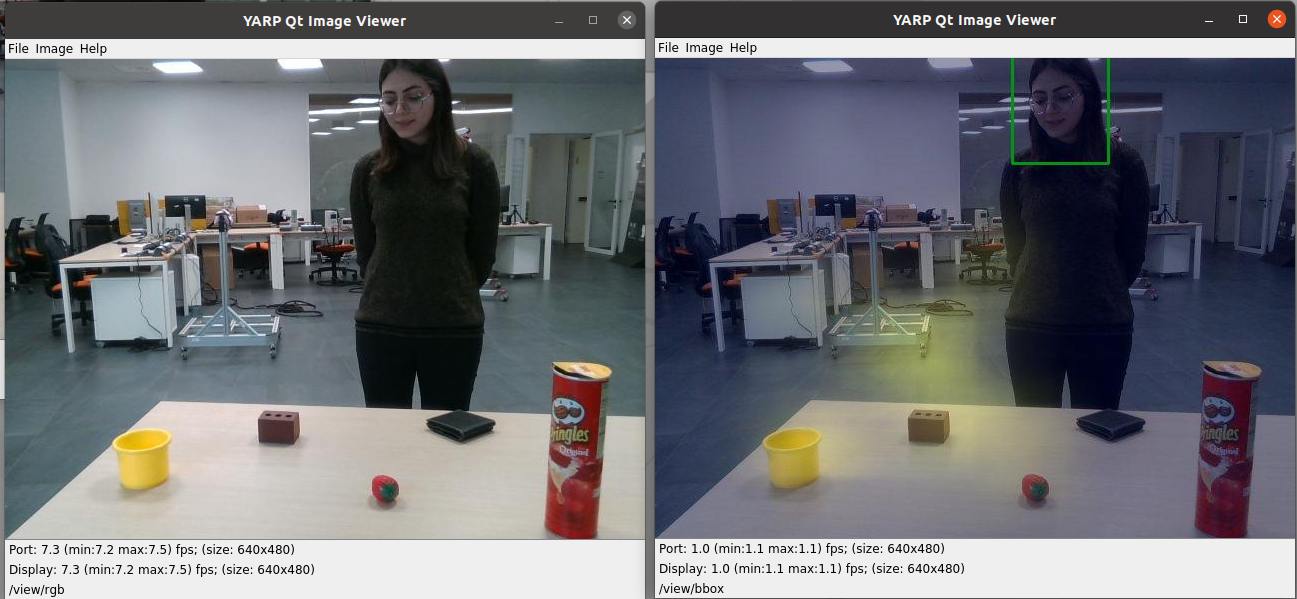 YARP Qt Image Viewer
File Image Help
Pringles
Original
Port: 7.3 (min:7.2 max:7.5) fps; (size: 640x480)
Display: 7.3 (min:7.2 max:7.5) fps; (size: 640x480)
/view/rgb
YARP Qt Image Viewer
File Image Help
Pringles
Original
Port: 1.0 (min:1.1 max:1.1) fps; (size: 640x480)
Display: 1.0 (min:1.1 max:1.1) fps; (size: 640x480)
/view/bbox